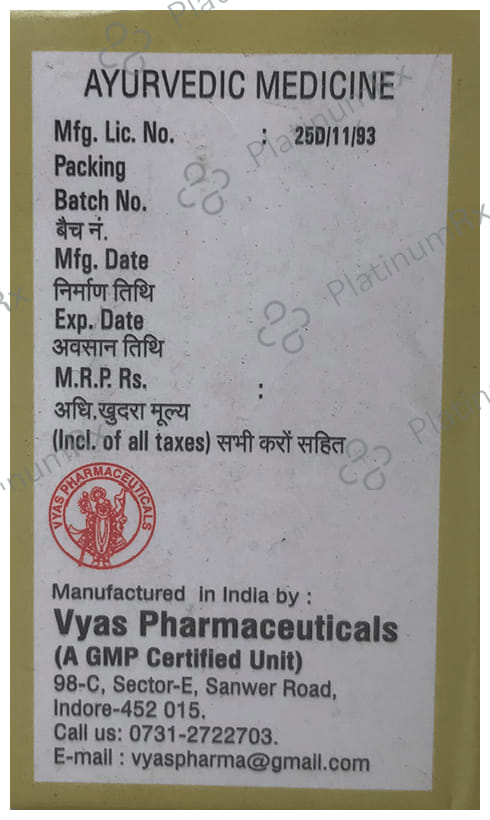 AYURVEDIC MEDICINE
Mfg. Lic. No. : 25D/11/93
Packing
Batch No.
बैच नं.
Mfg. Date
निर्माण तिथि
Exp. Date
अवसान तिथि
M.R.P. Rs. :
अधि.खुदरा मूल्य
(Incl. of all taxes) सभी करों सहित
VYAS PHARMACEUTICALS
Manufactured in India by :
Vyas Pharmaceuticals
(A GMP Certified Unit)
98-C, Sector-E, Sanwer Road,
Indore-452 015.
Call us: 0731-2722703.
E-mail : vyaspharma@gmail.com
PlatinumRx
PlatinumRx